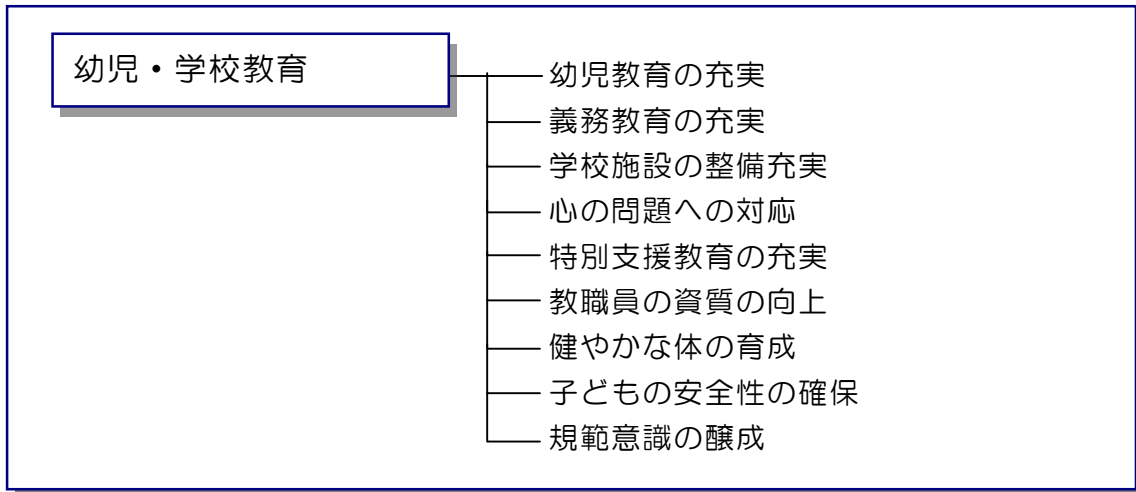 幼児・学校教育
幼児教育の充実
義務教育の充実
学校施設の整備充実
心の問題への対応
特別支援教育の充実
教職員の資質の向上
健やかな体の育成
子どもの安全性の確保
規範意識の醸成